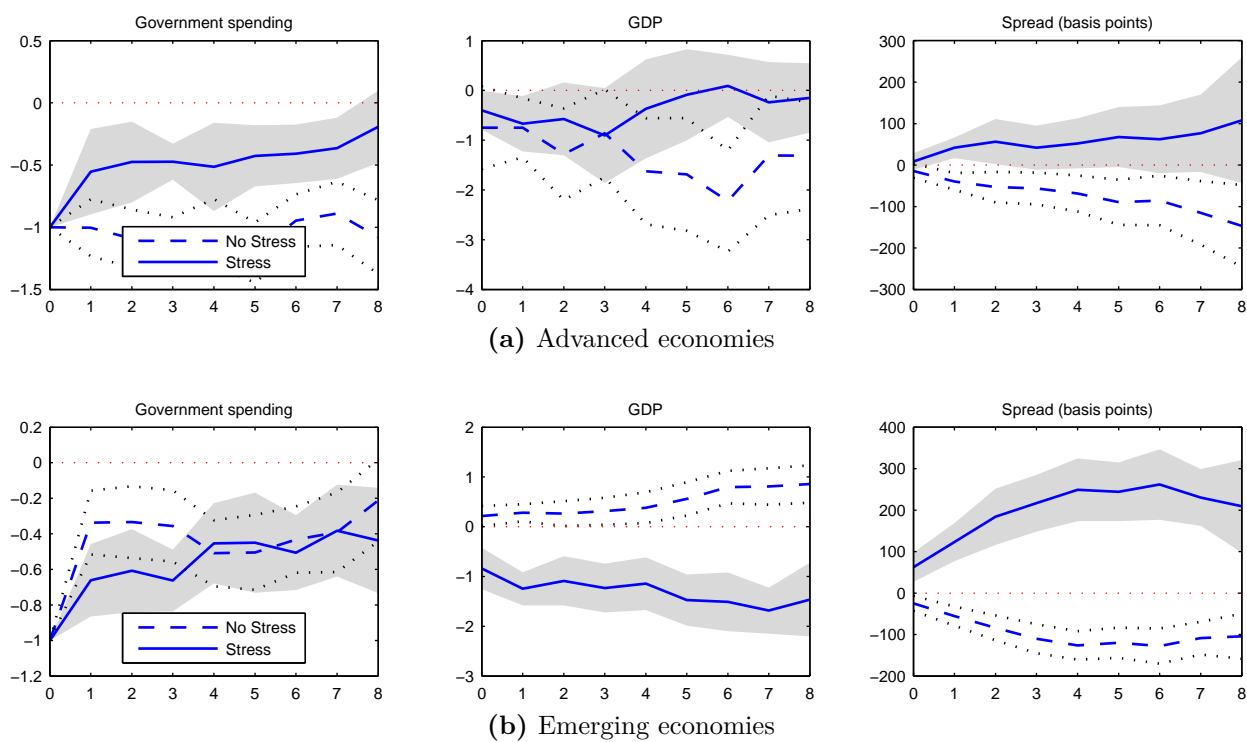 Government spending
GDP
Spread (basis points)
0.5
0
−0.5
−1
−1.5
0 1 2 3 4 5 6 7 8
No Stress
Stress
1
0
−1
−2
−3
−4
0 1 2 3 4 5 6 7 8
300
200
100
0
−100
−200
−300
0 1 2 3 4 5 6 7 8
(a) Advanced economies
Government spending
GDP
Spread (basis points)
0.2
0
−0.2
−0.4
−0.6
−0.8
−1
−1.2
0 1 2 3 4 5 6 7 8
No Stress
Stress
2
1
0
−1
−2
−3
0 1 2 3 4 5 6 7 8
400
300
200
100
0
−100
−200
0 1 2 3 4 5 6 7 8
(b) Emerging economies